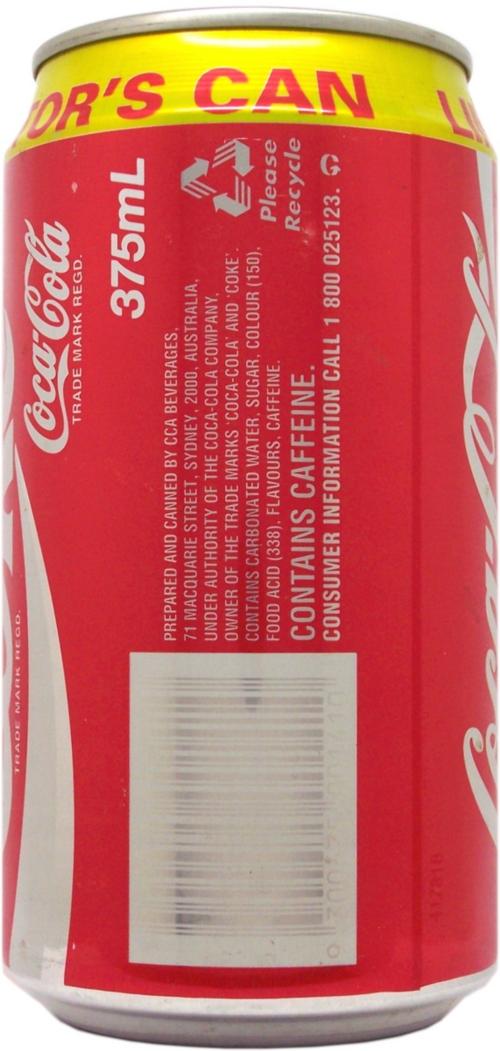 TOR'S CAN
Coca-Cola
TRADE MARK REGD.
375mL
Please
Recycle
PREPARED AND CANNED BY CCA BEVERAGES,
71 MACQUARIE STREET, SYDNEY, 2000, AUSTRALIA,
UNDER AUTHORITY OF THE COCA-COLA COMPANY,
OWNER OF THE TRADE MARKS 'COCA-COLA' AND 'COKE'.
CONTAINS CARBONATED WATER, SUGAR, COLOUR (150),
FOOD ACID (338), FLAVOURS, CAFFEINE.
CONTAINS CAFFEINE.
CONSUMER INFORMATION CALL 1 800 025123.
TRADE MARK REGD.
Coca-Cola